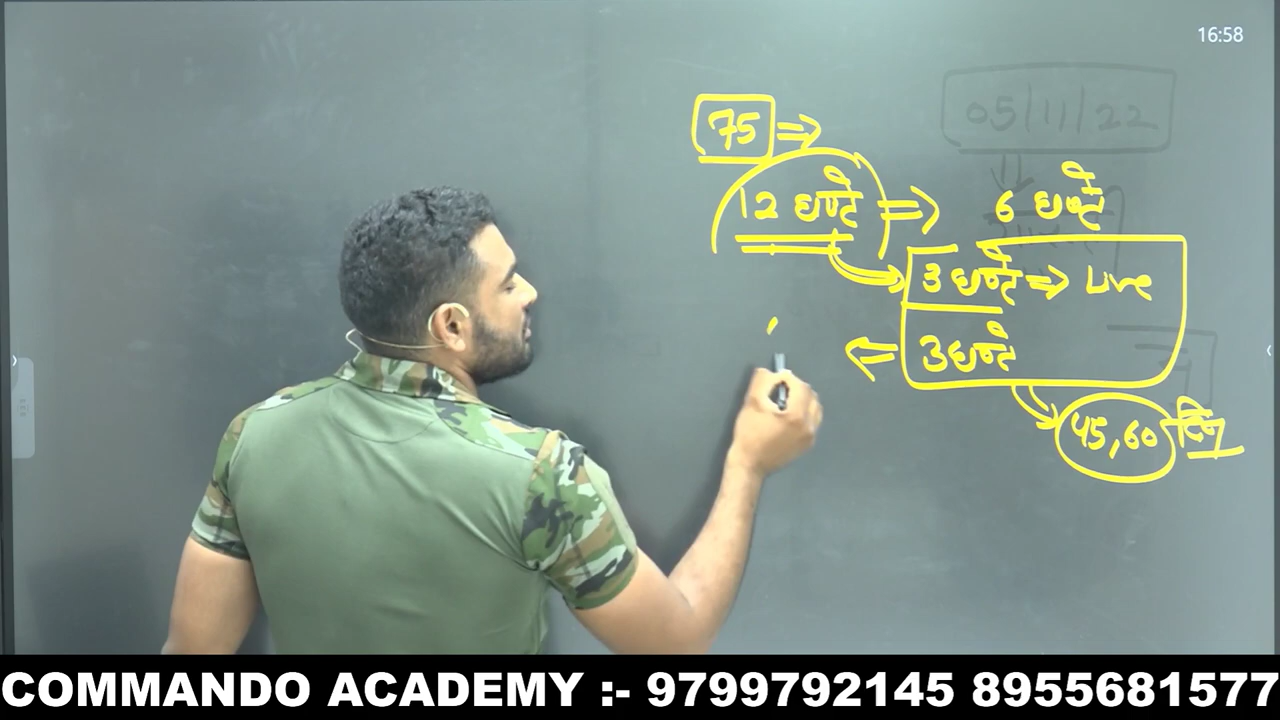 16:58
75 ⇒
05/11/22
12 घण्टे ⇒ 6 घण्टे
3 घण्टे ⇒ Live
3 घण्टे
45, 60 दिन
COMMANDO ACADEMY :- 9799792145 8955681577